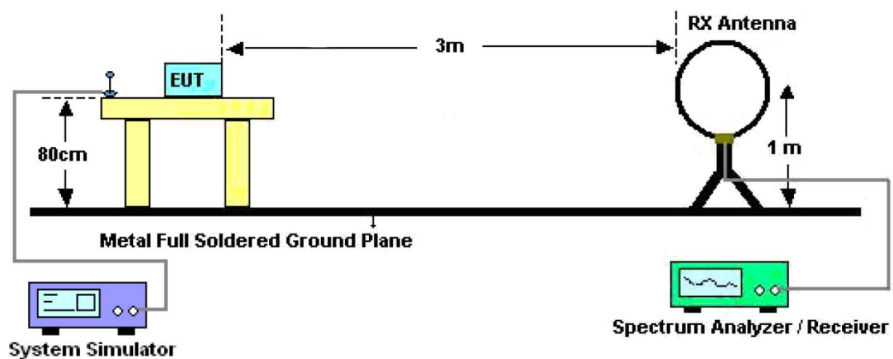 RX Antenna
3m
EUT
80cm
1 m
Metal Full Soldered Ground Plane
System Simulator
Spectrum Analyzer / Receiver